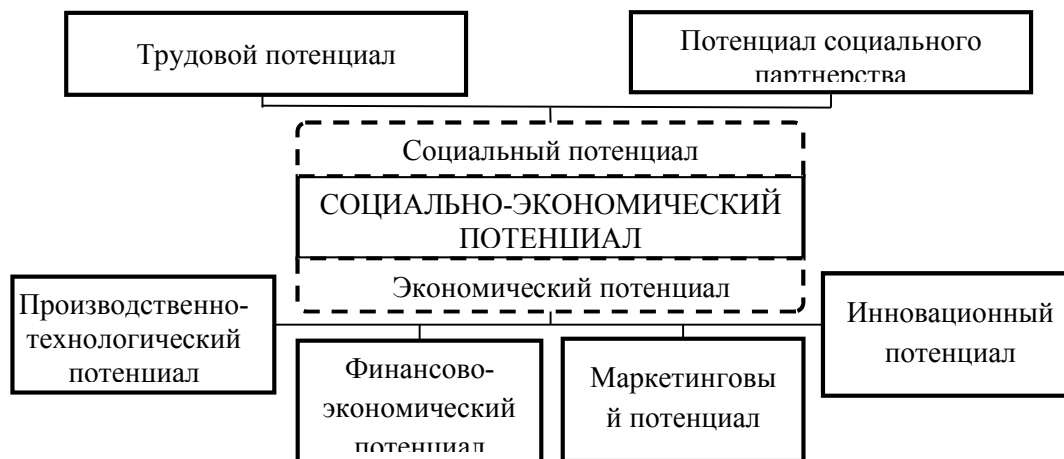 Трудовой потенциал
Потенциал социального
партнерства
Социальный потенциал
СОЦИАЛЬНО-ЭКОНОМИЧЕСКИЙ
ПОТЕНЦИАЛ
Экономический потенциал
Производственно-
технологический
потенциал
Финансово-
экономический
потенциал
Маркетинговы
й потенциал
Инновационный
потенциал